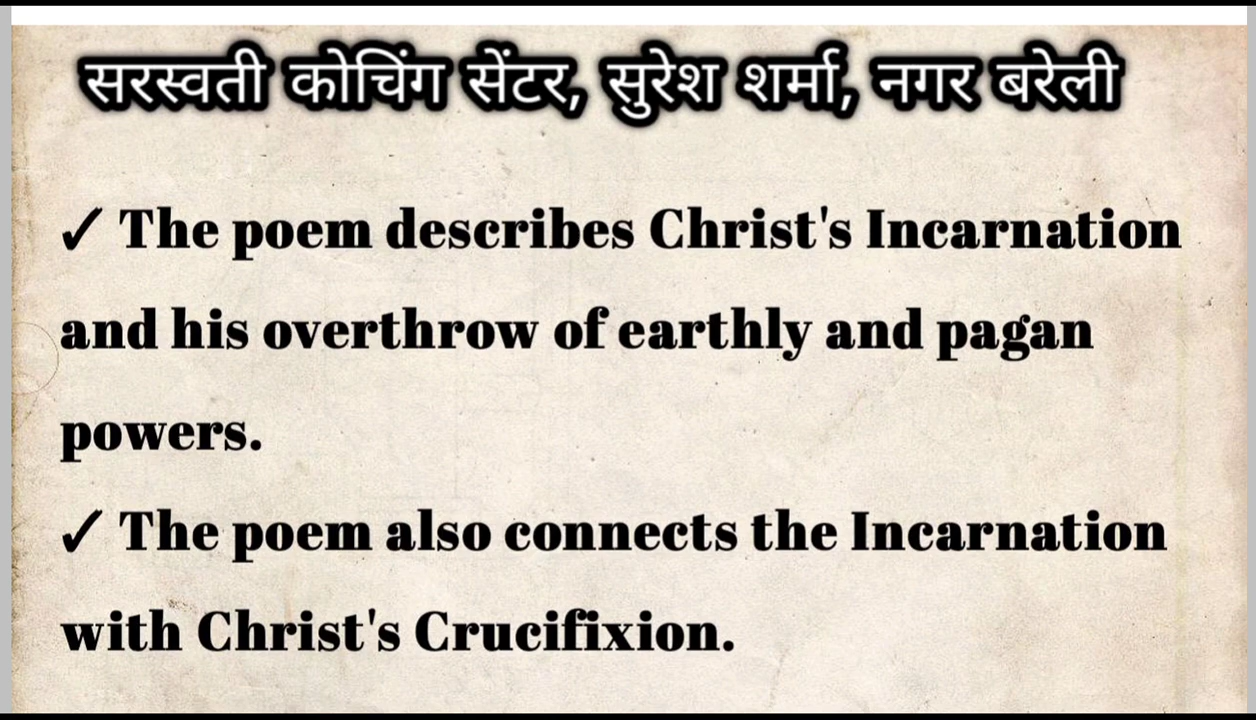 सरस्वती कोचिंग सेंटर, सुरेश शर्मा, नगर बरेली
✓ The poem describes Christ's Incarnation
and his overthrow of earthly and pagan
powers.
✓ The poem also connects the Incarnation
with Christ's Crucifixion.